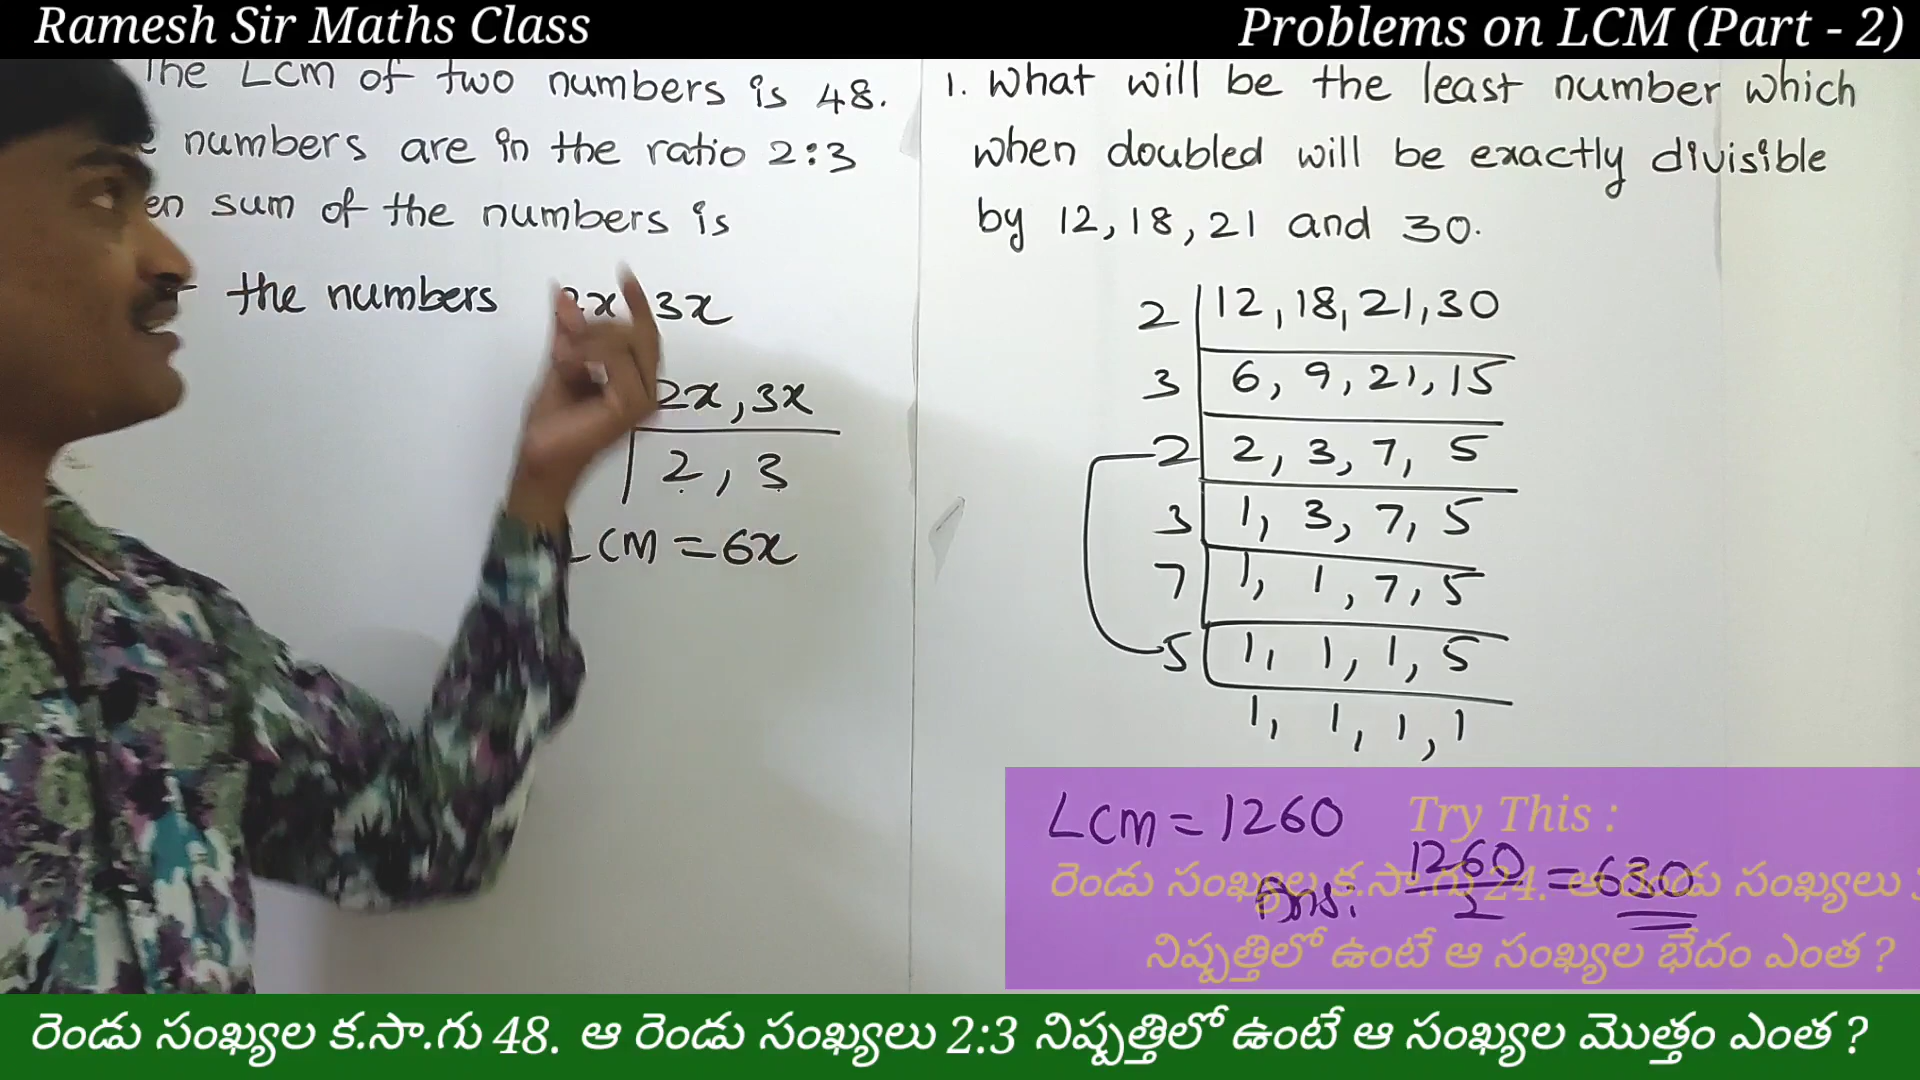 Ramesh Sir Maths Class
Problems on LCM (Part - 2)
The LCM of two numbers is 48.
numbers are in the ratio 2:3
sum of the numbers is
the numbers 3x
2x, 3x
2, 3
LCM = 6x
1. What will be the least number which
when doubled will be exactly divisible
by 12, 18, 21 and 30.
2 12, 18, 21, 30
3 6, 9, 21, 15
2 2, 3, 7, 5
3 1, 3, 7, 5
7 1, 1, 7, 5
5 1, 1, 1, 5
1, 1, 1, 1
LCM = 1260
Ans: 1260/2 = 630
Try This :
రెండు సంఖ్యల క.సా.గు 24. ఆ రెండు సంఖ్యలు
నిష్పత్తిలో ఉంటే ఆ సంఖ్యల భేదం ఎంత ?
రెండు సంఖ్యల క.సా.గు 48. ఆ రెండు సంఖ్యలు 2:3 నిష్పత్తిలో ఉంటే ఆ సంఖ్యల మొత్తం ఎంత ?